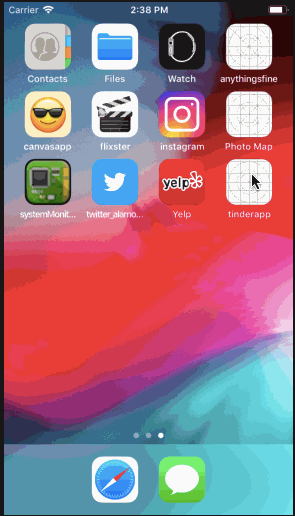 Carrier 2:38 PM
Contacts Files Watch anythingsfine
canvasapp flixster instagram Photo Map
yelp
systemMonit... twitter_alamo... Yelp tinderapp